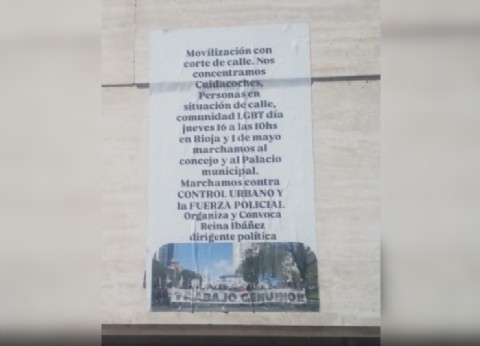 Movilización con
corte de calle. Nos
concentramos
Cuidacoches,
Personas en
situación de calle,
comunidad LGBT día
jueves 16 a las 10hs
en Rioja y 1 de mayo
marchamos al
concejo y al Palacio
municipal.
Marchamos contra
CONTROL URBANO Y
la FUERZA POLICIAL
Organiza y Convoca
Reina Ibáñez
dirigente política
TRABAJO GENUINO